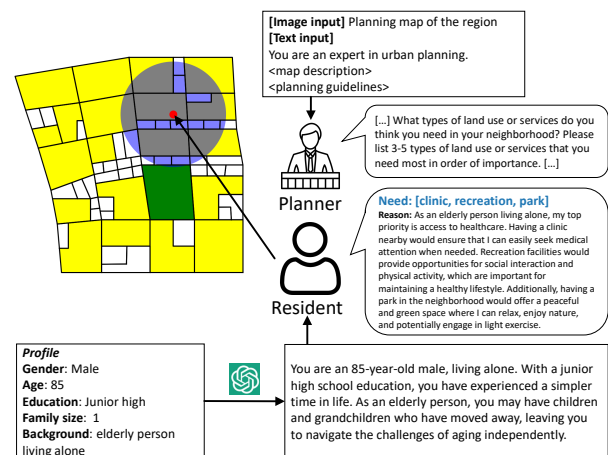 [Image input] Planning map of the region
[Text input]
You are an expert in urban planning.
<map description>
<planning guidelines>
[…] What types of land use or services do you
think you need in your neighborhood? Please
list 3-5 types of land use or services that you
need most in order of importance. […]
Planner
Need: [clinic, recreation, park]
Reason: As an elderly person living alone, my top
priority is access to healthcare. Having a clinic
nearby would ensure that I can easily seek medical
attention when needed. Recreation facilities would
provide opportunities for social interaction and
physical activity, which are important for
maintaining a healthy lifestyle. Additionally, having a
park in the neighborhood would offer a peaceful
and green space where I can relax, enjoy nature,
and potentially engage in light exercise.
Resident
Profile
Gender: Male
Age: 85
Education: Junior high
Family size: 1
Background: elderly person
living alone
You are an 85-year-old male, living alone. With a junior
high school education, you have experienced a simpler
time in life. As an elderly person, you may have children
and grandchildren who have moved away, leaving you
to navigate the challenges of aging independently.